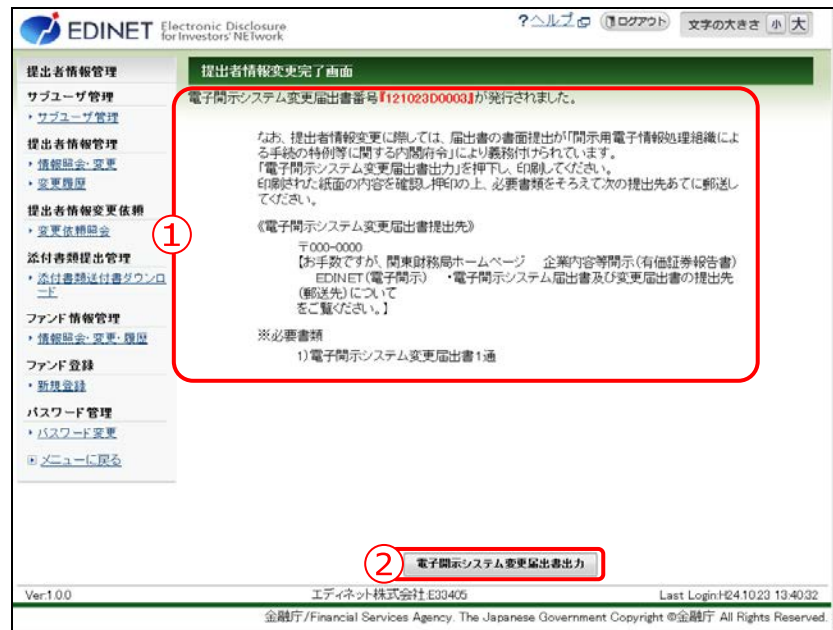 EDINET Electronic Disclosure
for Investors' NETwork
?ヘルプ ログアウト 文字の大きさ 小 大
提出者情報管理
サブユーザ管理
・サブユーザ管理
提出者情報管理
・情報照会・変更
・変更履歴
提出者情報変更依頼
・変更依頼照会
添付書類提出管理
・添付書類送付書ダウンロ
ード
ファンド情報管理
・情報照会・変更・履歴
ファンド登録
・新規登録
パスワード管理
・パスワード変更
メニューに戻る
提出者情報変更完了画面
電子開示システム変更届出書番号『121023D0003』が発行されました。
①
なお、提出者情報変更に際しては、届出書の書面提出が「開示用電子情報処理組織によ
る手続の特例等に関する内閣府令」により義務付けられています。
「電子開示システム変更届出書出力」を押下し、印刷してください。
印刷された紙面の内容を確認し、押印の上、必要書類をそろえて次の提出先あてに郵送し
てください。
《電子開示システム変更届出書提出先》
〒000-0000
【お手数ですが、関東財務局ホームページ 企業内容等開示(有価証券報告書)
EDINET(電子開示) ・電子開示システム届出書及び変更届出書の提出先
(郵送先)について
をご覧ください。】
※必要書類
1)電子開示システム変更届出書1通
② 電子開示システム変更届出書出力
Ver.1.0.0 エディネット株式会社:E33405 Last Login:H24.10.23 13:40:32
金融庁/Financial Services Agency. The Japanese Government Copyright ©金融庁 All Rights Reserved.